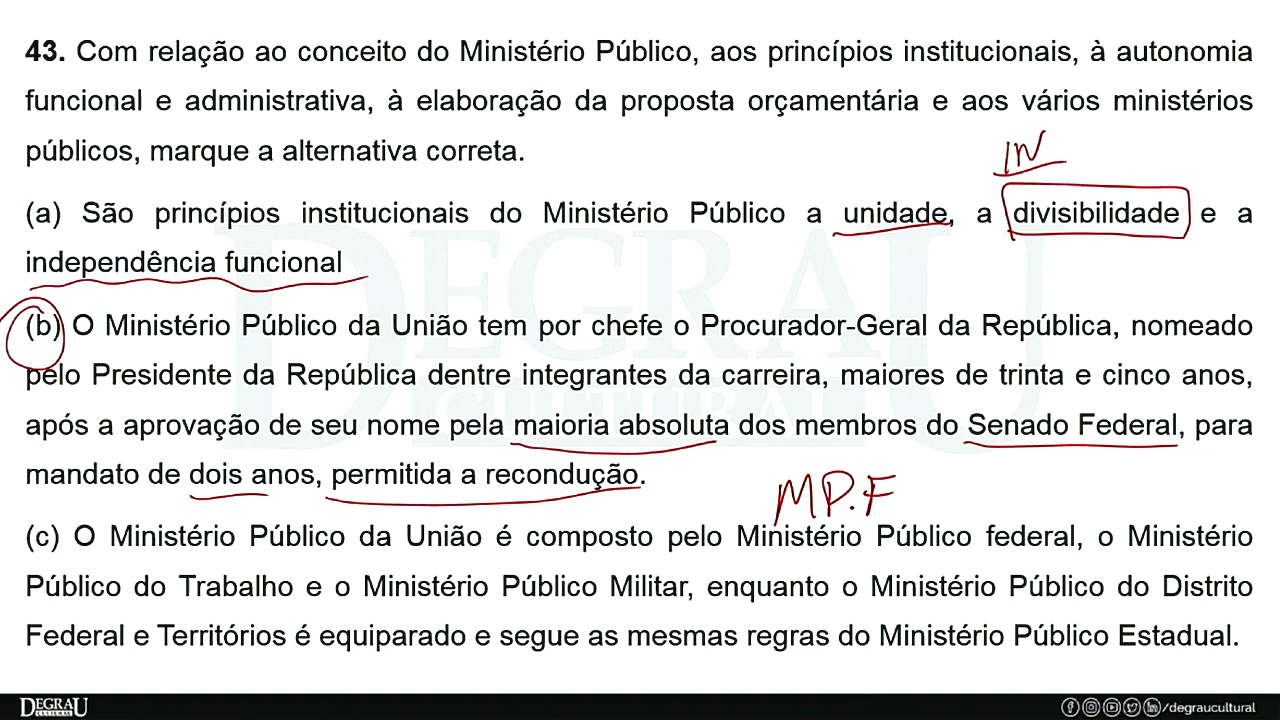 43. Com relação ao conceito do Ministério Público, aos princípios institucionais, à autonomia
funcional e administrativa, à elaboração da proposta orçamentária e aos vários ministérios
públicos, marque a alternativa correta.
IN
(a) São princípios institucionais do Ministério Público a unidade, a divisibilidade e a
independência funcional
(b) O Ministério Público da União tem por chefe o Procurador-Geral da República, nomeado
pelo Presidente da República dentre integrantes da carreira, maiores de trinta e cinco anos,
após a aprovação de seu nome pela maioria absoluta dos membros do Senado Federal, para
mandato de dois anos, permitida a recondução.
MP.F
(c) O Ministério Público da União é composto pelo Ministério Público federal, o Ministério
Público do Trabalho e o Ministério Público Militar, enquanto o Ministério Público do Distrito
Federal e Territórios é equiparado e segue as mesmas regras do Ministério Público Estadual.
DEGRAU CULTURAL
DEGRAU CULTURAL
/degraucultural